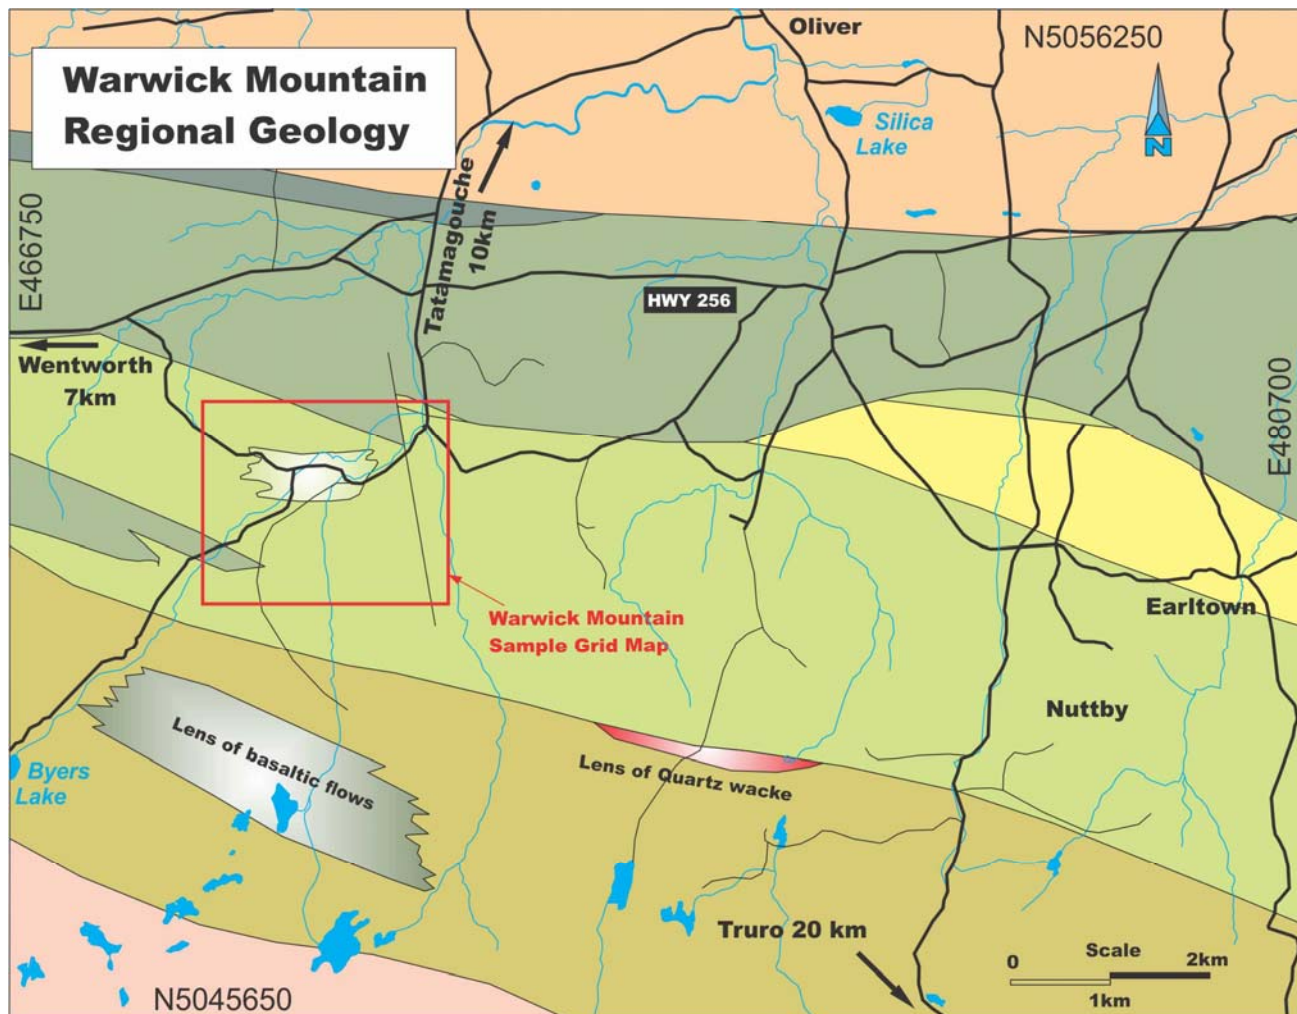 Warwick Mountain
Regional Geology
Oliver
N5056250
Silica
Lake
N
E466750
Tatamagouche
10km
HWY 256
Wentworth
7km
E480700
Warwick Mountain
Sample Grid Map
Earltown
Nuttby
Lens of basaltic flows
Lens of Quartz wacke
Byers
Lake
Truro 20 km
Scale
0
2km
1km
N5045650